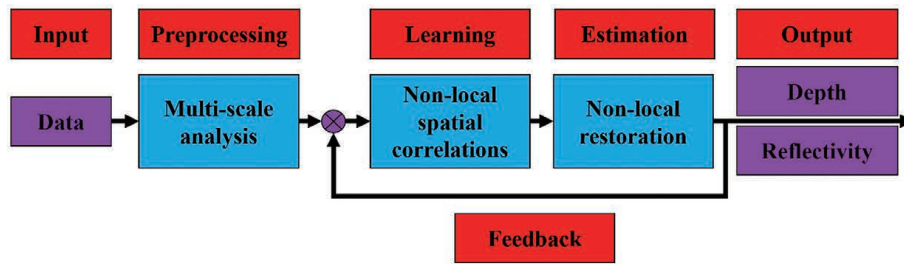 Input
Preprocessing
Learning
Estimation
Output
Data
Multi-scale
analysis
Non-local
spatial
correlations
Non-local
restoration
Depth
Reflectivity
Feedback